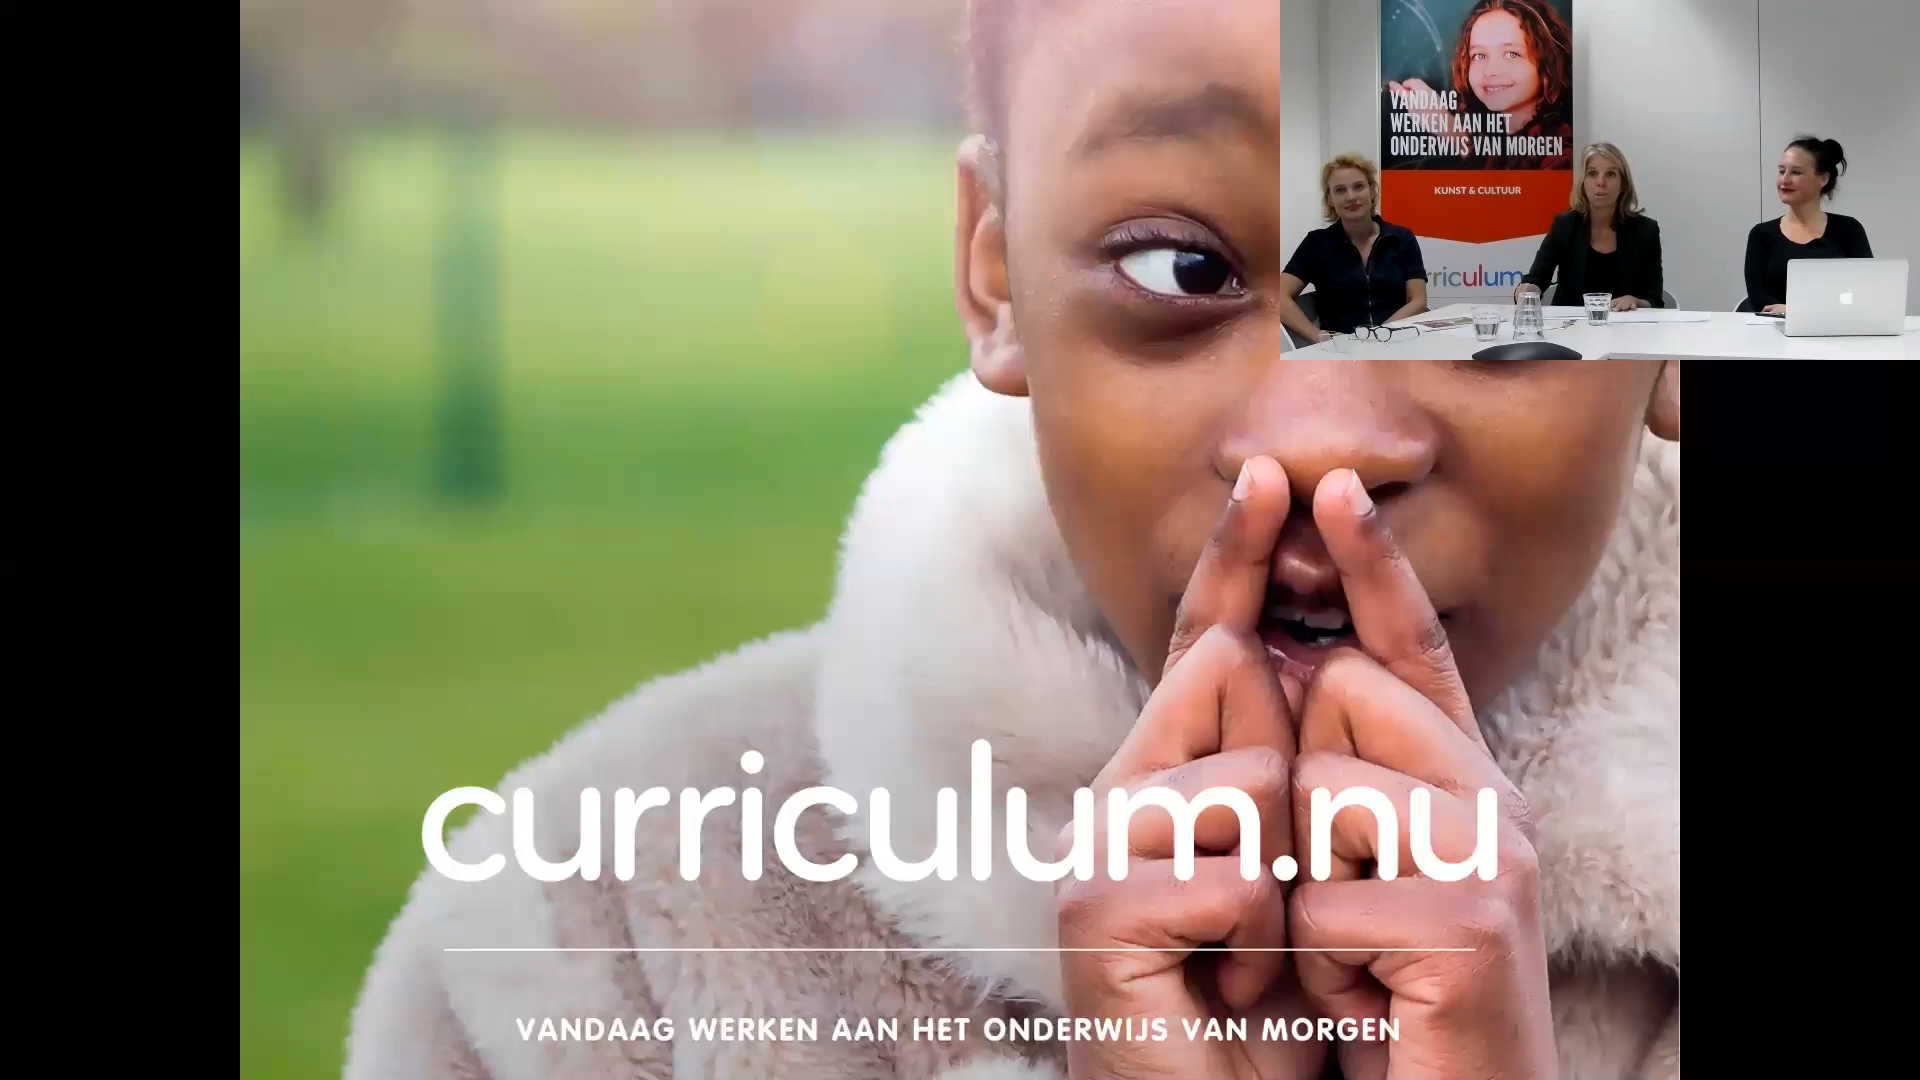 VANDAAG
WERKEN AAN HET
ONDERWIJS VAN MORGEN
KUNST & CULTUUR
rriculum
curriculum.nu
VANDAAG WERKEN AAN HET ONDERWIJS VAN MORGEN